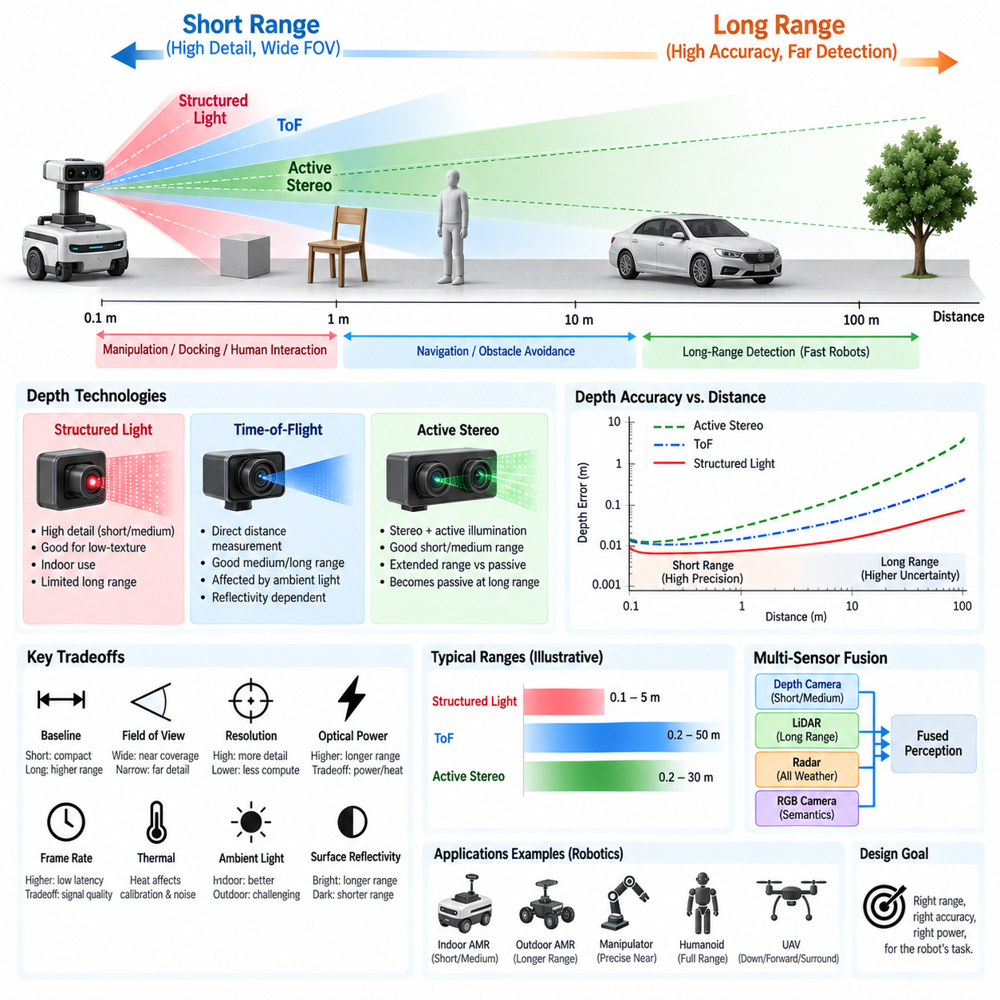 Short Range
(High Detail, Wide FOV)
Long Range
(High Accuracy, Far Detection)
Structured
Light
ToF
Active
Stereo
0.1 m
1 m
10 m
100 m
Distance
Manipulation / Docking / Human Interaction
Navigation / Obstacle Avoidance
Long-Range Detection (Fast Robots)
Depth Technologies
Structured Light
• High detail (short/medium)
• Good for low-texture
• Indoor use
• Limited long range
Time-of-Flight
• Direct distance
measurement
• Good medium/long range
• Affected by ambient light
• Reflectivity dependent
Active Stereo
• Stereo + active illumination
• Good short/medium range
• Extended range vs passive
• Becomes passive at long range
Depth Accuracy vs. Distance
Depth Error (m)
10
1
0.1
0.01
0.001
Active Stereo
ToF
Structured Light
Short Range
(High Precision)
Long Range
(Higher Uncertainty)
0.1
1
10
100
Distance (m)
Key Tradeoffs
Baseline
Short: compact
Long: higher range
Field of View
Wide: near coverage
Narrow: far detail
Resolution
High: more detail
Lower: less compute
Optical Power
Higher: longer range
Tradeoff: power/heat
Frame Rate
Higher: low latency
Tradeoff: signal quality
Thermal
Heat affects
calibration & noise
Ambient Light
Indoor: better
Outdoor: challenging
Surface Reflectivity
Bright: longer range
Dark: shorter range
Typical Ranges (Illustrative)
Structured Light
0.1 – 5 m
ToF
0.2 – 50 m
Active Stereo
0.2 – 30 m
Multi-Sensor Fusion
Depth Camera
(Short/Medium)
LiDAR
(Long Range)
Radar
(All Weather)
RGB Camera
(Semantics)
Fused
Perception
Applications Examples (Robotics)
Indoor AMR
(Short/Medium)
Outdoor AMR
(Longer Range)
Manipulator
(Precise Near)
Humanoid
(Full Range)
UAV
(Down/Forward/Surround)
Design Goal
Right range,
right accuracy,
right power,
for the robot's task.